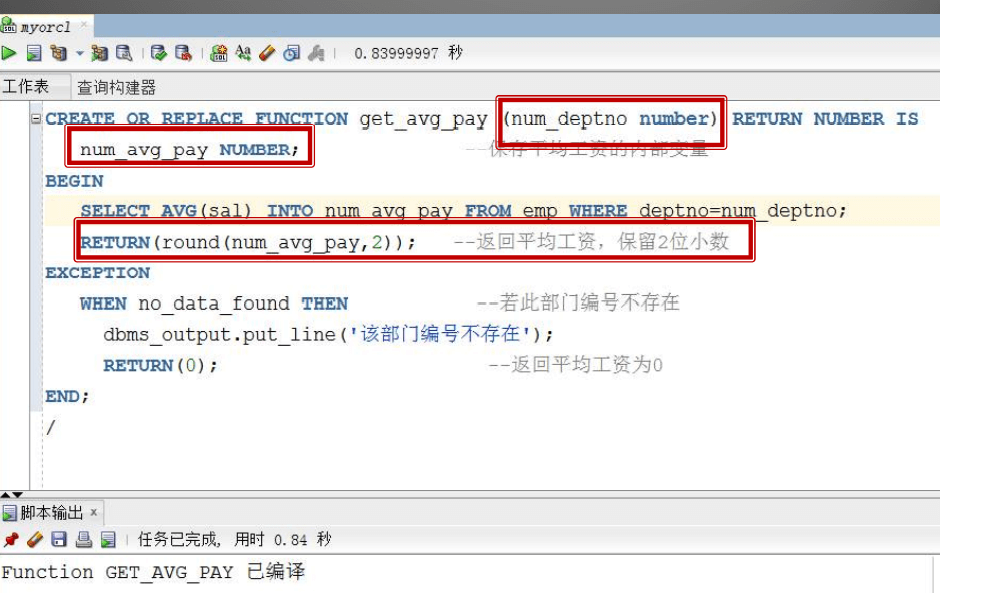 myorcl
0.83999997 秒
工作表 查询构建器
CREATE OR REPLACE FUNCTION get_avg_pay (num_deptno number) RETURN NUMBER IS
num_avg_pay NUMBER; --保存平均工资的内部变量
BEGIN
SELECT AVG(sal) INTO num_avg_pay FROM emp WHERE deptno=num_deptno;
RETURN(round(num_avg_pay,2)); --返回平均工资，保留2位小数
EXCEPTION
WHEN no_data_found THEN --若此部门编号不存在
dbms_output.put_line('该部门编号不存在');
RETURN(0); --返回平均工资为0
END;
/
脚本输出
任务已完成, 用时 0.84 秒
Function GET_AVG_PAY 已编译